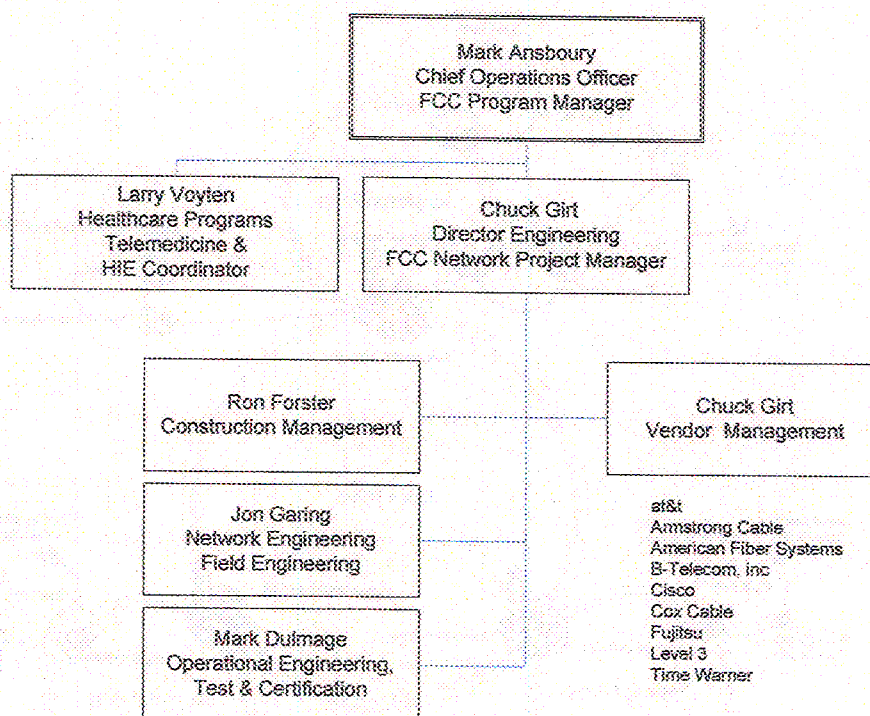 Mark Ansboury
Chief Operations Officer
FCC Program Manager
Larry Voyten
Healthcare Programs
Telemedicine &
HIE Coordinator
Chuck Girt
Director Engineering
FCC Network Project Manager
Ron Forster
Construction Management
Chuck Girt
Vendor Management
Jon Garing
Network Engineering
Field Engineering
Mark Dulmage
Operational Engineering,
Test & Certification
at&t
Armstrong Cable
American Fiber Systems
B-Telecom, Inc
Cisco
Cox Cable
Fujitsu
Level 3
Time Warner